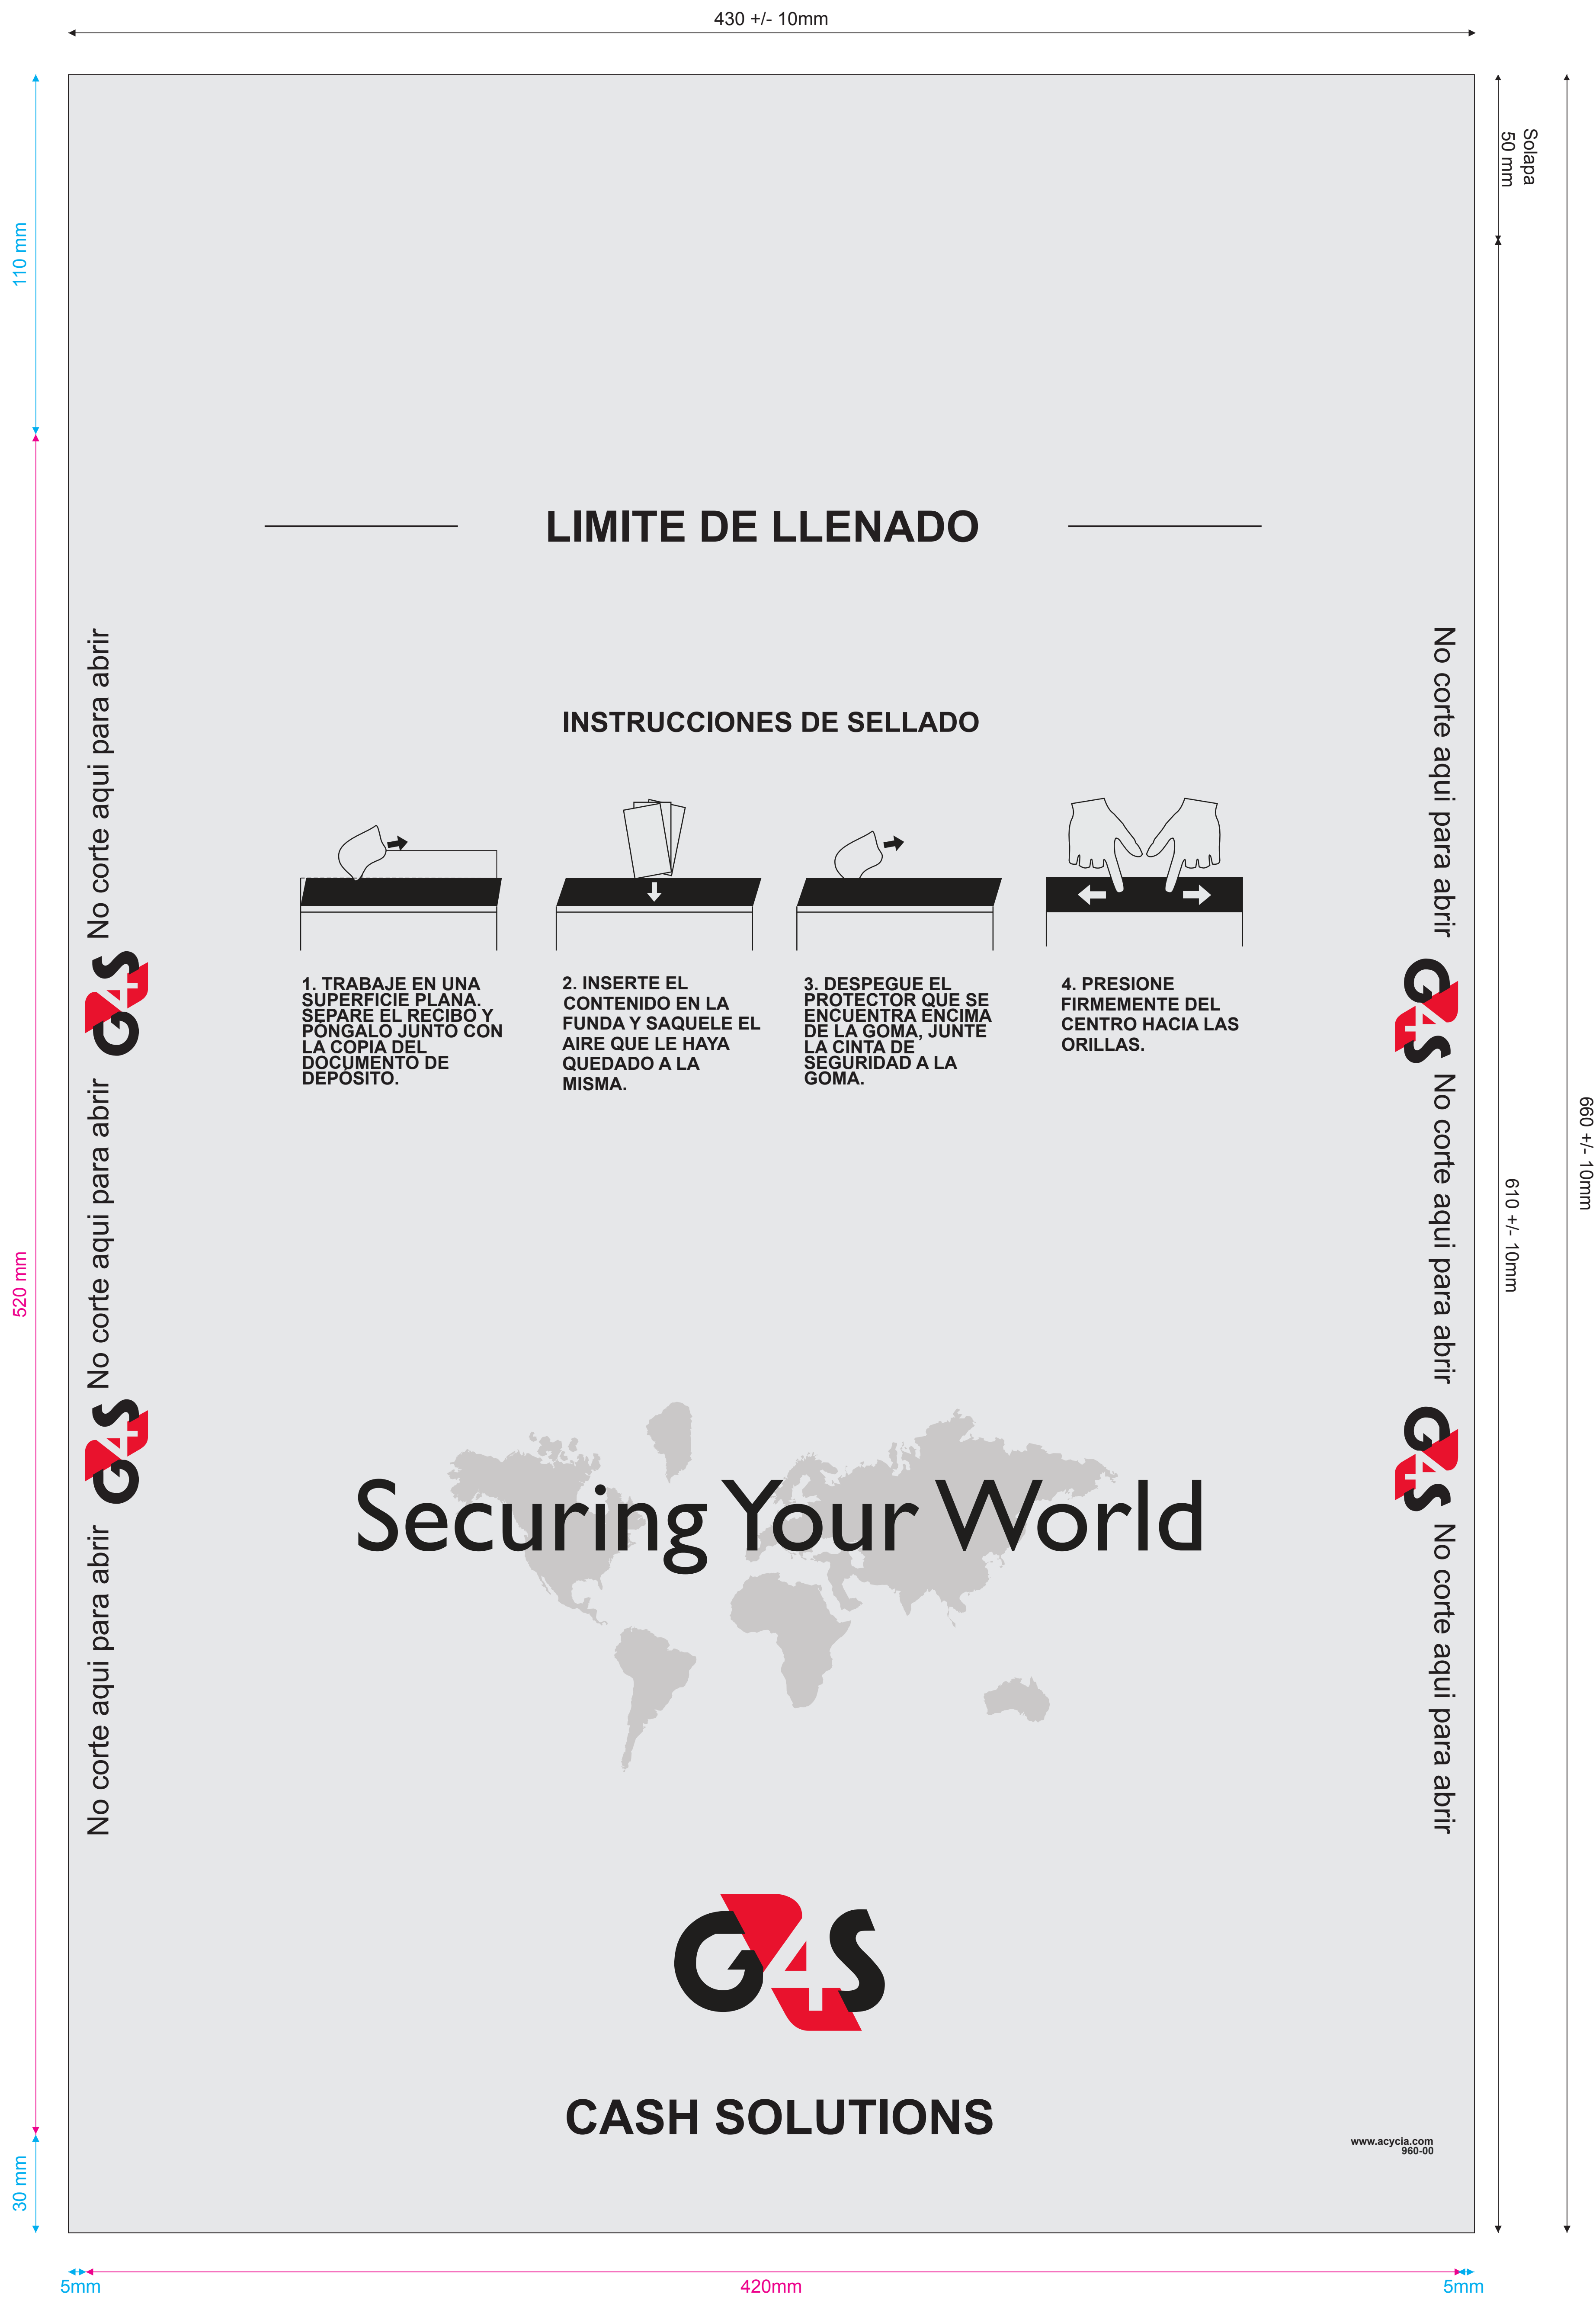 430 +/- 10mm
Solapa
50 mm
110 mm
LIMITE DE LLENADO
No corte aqui para abrir
No corte aqui para abrir
INSTRUCCIONES DE SELLADO
1. TRABAJE EN UNA
SUPERFICIE PLANA.
SEPARE EL RECIBO Y
PÓNGALO JUNTO CON
LA COPIA DEL
DOCUMENTO DE
DEPÓSITO.
2. INSERTE EL
CONTENIDO EN LA
FUNDA Y SAQUELE EL
AIRE QUE LE HAYA
QUEDADO A LA
MISMA.
3. DESPEGUE EL
PROTECTOR QUE SE
ENCUENTRA ENCIMA
DE LA GOMA, JUNTE
LA CINTA DE
SEGURIDAD A LA
GOMA.
4. PRESIONE
FIRMEMENTE DEL
CENTRO HACIA LAS
ORILLAS.
G4S
G4S
No corte aqui para abrir
No corte aqui para abrir
660 +/- 10mm
610 +/- 10mm
520 mm
G4S
G4S
Securing Your World
No corte aqui para abrir
No corte aqui para abrir
G4S
CASH SOLUTIONS
www.acycia.com
960-00
30 mm
5mm
420mm
5mm